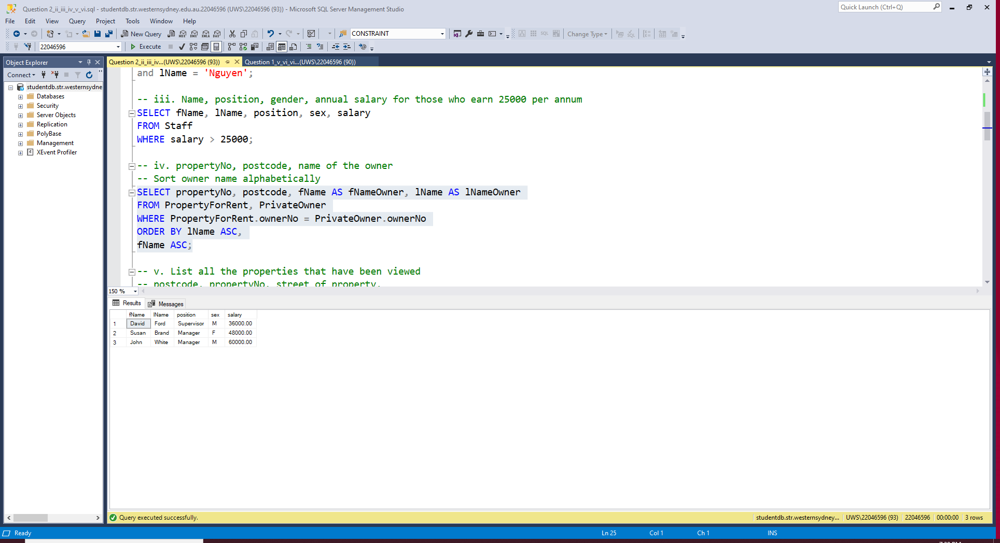 Question 2_ii_iii_iv_v_vi.sql - studentdb.str.westernsydney.edu.au.22046596 (UWS\22046596 (93)) - Microsoft SQL Server Management Studio
Quick Launch (Ctrl+Q)
File Edit View Query Project Tools Window Help
New Query MDX DMX XMLA DAX CONSTRAINT SQL Change Type SQL
22046596 Execute
Object Explorer
Question 2_ii_iii_iv...(UWS\22046596 (93)) Question 1_v_vi_vi...(UWS\22046596 (90))
Connect
studentdb.str.westernsydne
Databases
Security
Server Objects
Replication
PolyBase
Management
XEvent Profiler
and lName = 'Nguyen';
-- iii. Name, position, gender, annual salary for those who earn 25000 per annum
SELECT fName, lName, position, sex, salary
FROM Staff
WHERE salary > 25000;
-- iv. propertyNo, postcode, name of the owner
-- Sort owner name alphabetically
SELECT propertyNo, postcode, fName AS fNameOwner, lName AS lNameOwner
FROM PropertyForRent, PrivateOwner
WHERE PropertyForRent.ownerNo = PrivateOwner.ownerNo
ORDER BY lName ASC,
fName ASC;
-- v. List all the properties that have been viewed
-- postcode, propertyNo, street of property,
150 %
Results Messages
fName lName position sex salary
1 David Ford Supervisor M 36000.00
2 Susan Brand Manager F 48000.00
3 John White Manager M 60000.00
Query executed successfully. studentdb.str.westernsydney... UWS\22046596 (93) 22046596 00:00:00 3 rows
Ready Ln 25 Col 1 Ch 1 INS